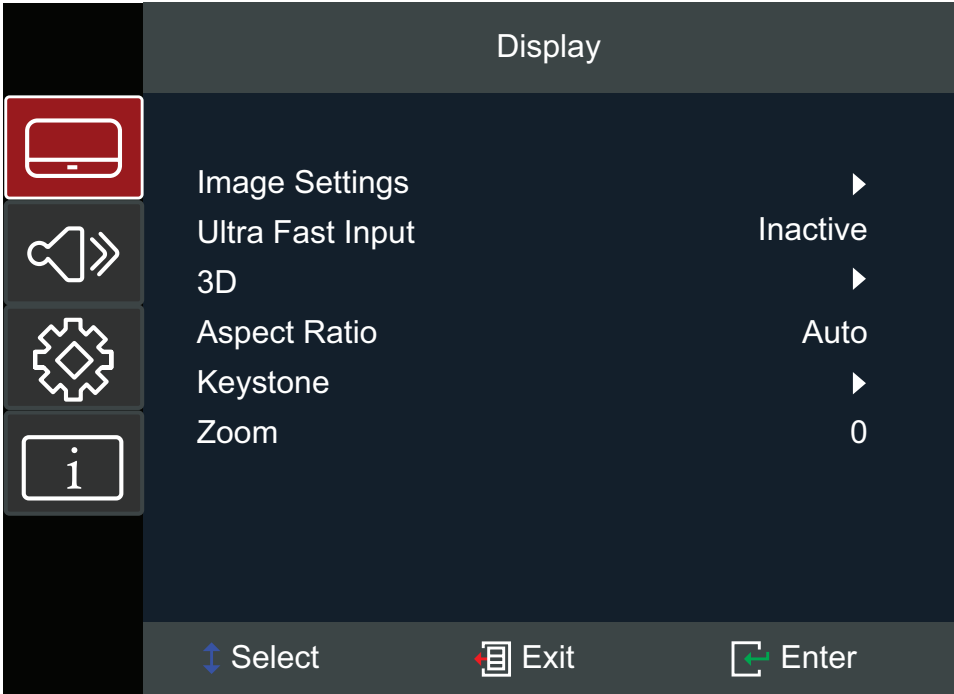 Display
Image Settings
Ultra Fast Input Inactive
3D
Aspect Ratio Auto
Keystone
Zoom 0
i
Select Exit Enter